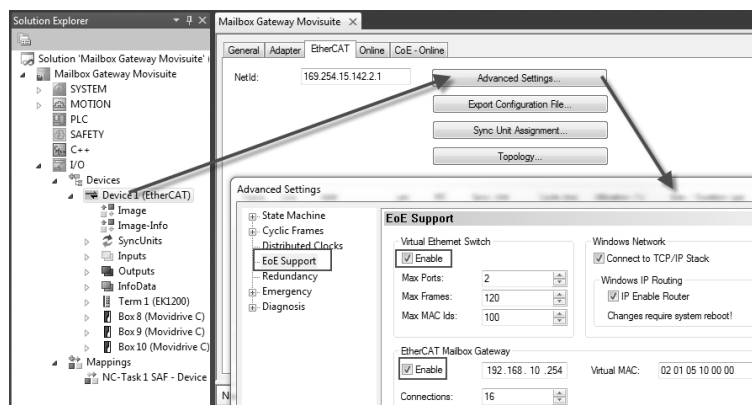 Solution Explorer
Solution 'Mailbox Gateway Movisuite'
Mailbox Gateway Movisuite
SYSTEM
MOTION
PLC
SAFETY
C++
I/O
Devices
Device 1 (EtherCAT)
Image
Image-Info
SyncUnits
Inputs
Outputs
InfoData
Term 1 (EK1200)
Box 8 (Movidrive C)
Box 9 (Movidrive C)
Box 10 (Movidrive C)
Mappings
NC-Task 1 SAF - Device
Mailbox Gateway Movisuite
General Adapter EtherCAT Online CoE - Online
NetId: 169.254.15.142.2.1
Advanced Settings...
Export Configuration File...
Sync Unit Assignment...
Topology...
Advanced Settings
State Machine
Cyclic Frames
Distributed Clocks
EoE Support
Redundancy
Emergency
Diagnosis
EoE Support
Virtual Ethernet Switch
Enable
Max Ports: 2
Max Frames: 120
Max MAC Ids: 100
Windows Network
Connect to TCP/IP Stack
Windows IP Routing
IP Enable Router
Changes require system reboot!
EtherCAT Mailbox Gateway
Enable 192 . 168 . 10 . 254 Virtual MAC: 02 01 05 10 00 00
Connections: 16